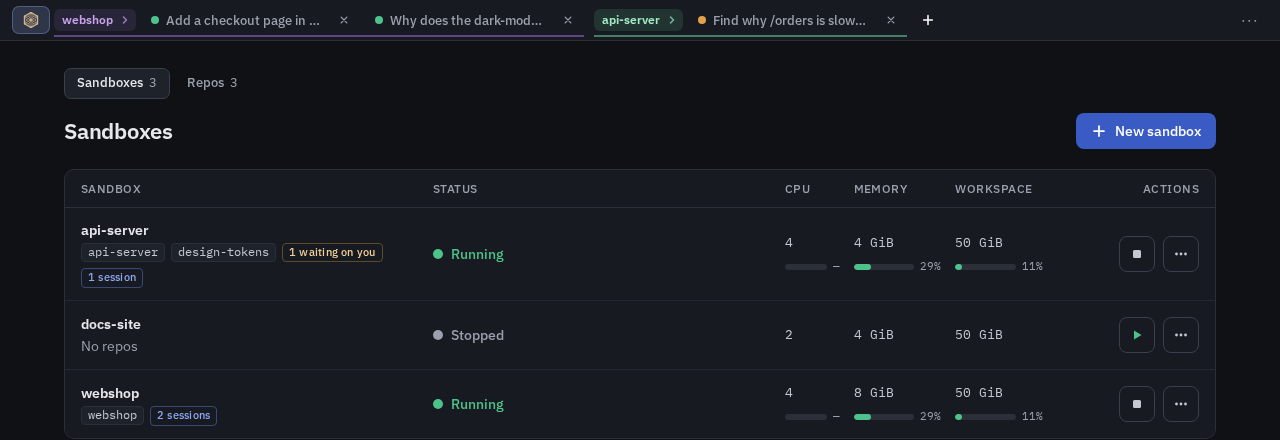 webshop
Add a checkout page in ...
Why does the dark-mod...
api-server
Find why /orders is slow...
Sandboxes 3
Repos 3
Sandboxes
New sandbox
SANDBOX STATUS CPU MEMORY WORKSPACE ACTIONS
api-server
api-server design-tokens 1 waiting on you
1 session
Running
4 4 GiB 50 GiB
— 29% 11%
docs-site
No repos
Stopped
2 4 GiB 50 GiB
webshop
webshop 2 sessions
Running
4 8 GiB 50 GiB
— 29% 11%